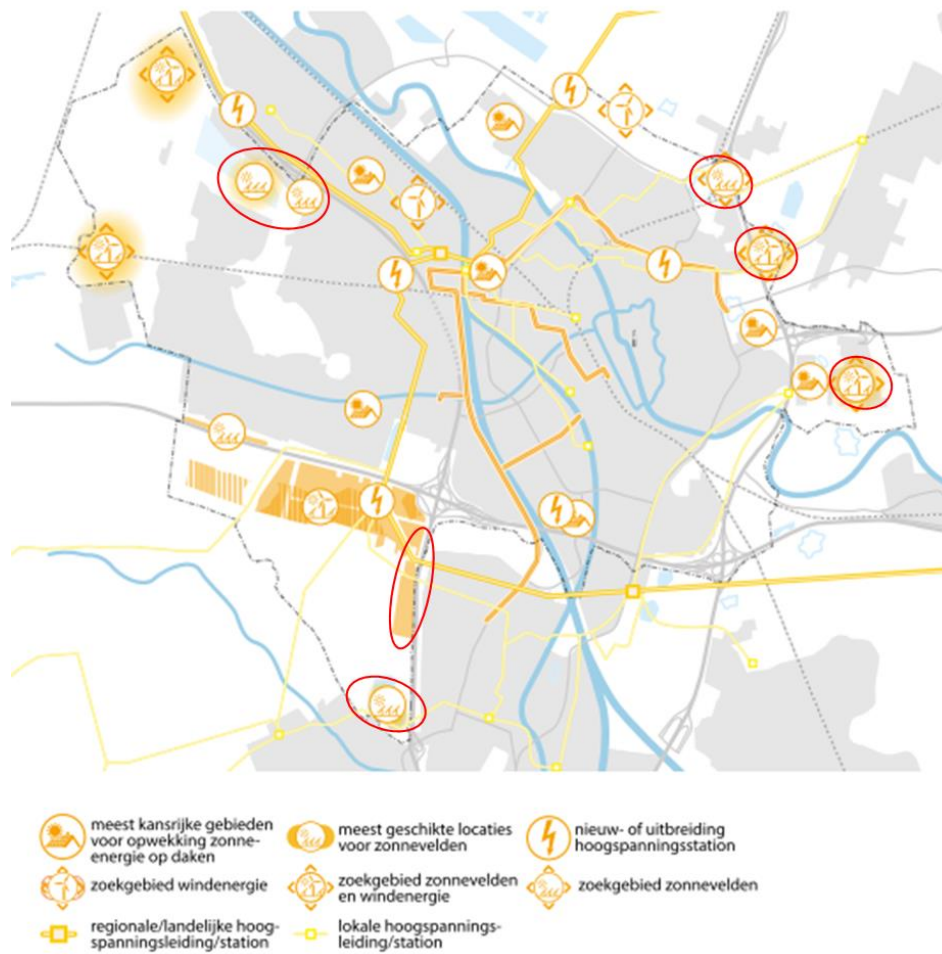 meest kansrijke gebieden
voor opwekking zonne-
energie op daken
meest geschikte locaties
voor zonnevelden
nieuw- of uitbreiding
hoogspanningsstation
zoekgebied windenergie
zoekgebied zonnevelden
en windenergie
zoekgebied zonnevelden
regionale/landelijke hoog-
spanningsleiding/station
lokale hoogspannings-
leiding/station